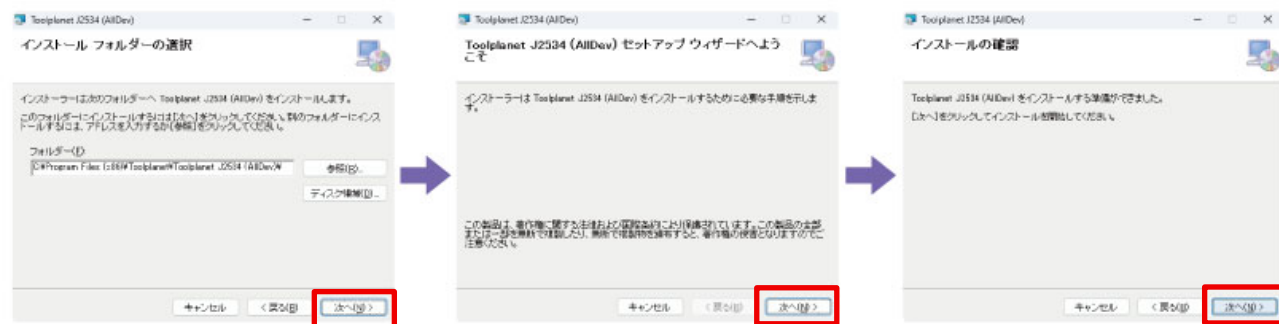 Toolplanet J2534 (AllDev)
インストール フォルダーの選択
インストーラーは次のフォルダーへ Toolplanet J2534 (AllDev) をインストールします。
このフォルダーにインストールするには[次へ]をクリックしてください。別のフォルダーにインス
トールするには、アドレスを入力するか[参照]をクリックしてください。
フォルダー(F):
C:¥Program Files (x86)¥Toolplanet¥Toolplanet J2534 (AllDev)¥
参照(R)...
ディスク領域(D)...
キャンセル
< 戻る(B)
次へ(N) >
Toolplanet J2534 (AllDev)
Toolplanet J2534 (AllDev) セットアップ ウィザードへよう
こそ
インストーラーは Toolplanet J2534 (AllDev) をインストールするために必要な手順を示しま
す。
この製品は、著作権に関する法律および国際条約により保護されています。この製品の全部
または一部を無断で複製したり、無断で複製物を頒布すると、著作権の侵害となりますのでご
注意ください。
キャンセル
< 戻る(B)
次へ(N) >
Toolplanet J2534 (AllDev)
インストールの確認
Toolplanet J2534 (AllDev) をインストールする準備ができました。
[次へ]をクリックしてインストールを開始してください。
キャンセル
< 戻る(B)
次へ(N) >